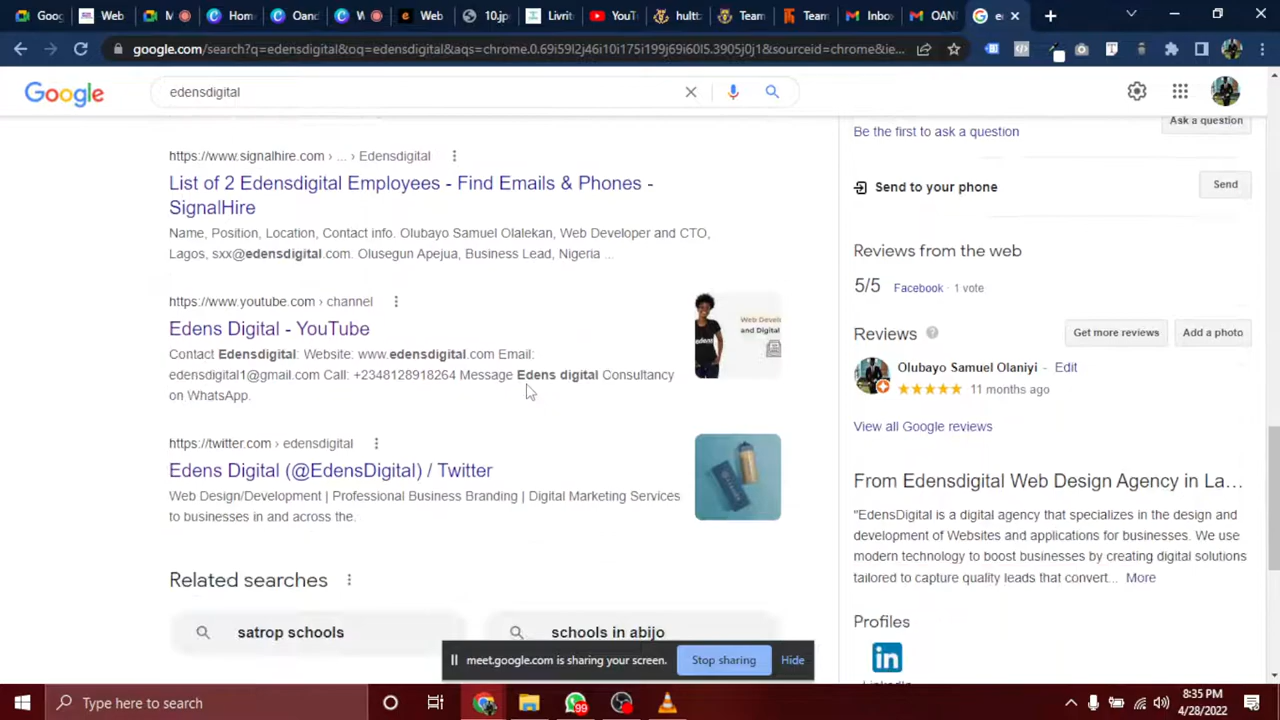 Goog
Web
M
Hom
Oand
W
Web
10.jp
Livrite
YouT
hultt
Team
Team
Inbo
OAN
e
google.com/search?q=edensdigital&oq=edensdigital&aqs=chrome.0.69i59l2j46i10i175i199j69i60l5.3905j0j1&sourceid=chrome&ie...
Google
edensdigital
https://www.signalhire.com › ... › Edensdigital
List of 2 Edensdigital Employees - Find Emails & Phones -
SignalHire
Name, Position, Location, Contact info. Olubayo Samuel Olalekan, Web Developer and CTO,
Lagos, sxx@edensdigital.com. Olusegun Apejua, Business Lead, Nigeria ...
https://www.youtube.com › channel
Edens Digital - YouTube
Contact Edensdigital: Website: www.edensdigital.com Email:
edensdigital1@gmail.com Call: +2348128918264 Message Edens digital Consultancy
on WhatsApp.
Web Devel
and Digital
https://twitter.com › edensdigital
Edens Digital (@EdensDigital) / Twitter
Web Design/Development | Professional Business Branding | Digital Marketing Services
to businesses in and across the.
Related searches
satrop schools
schools in abijo
Ask a question
Be the first to ask a question
Send to your phone
Send
Reviews from the web
5/5 Facebook · 1 vote
Reviews
Get more reviews
Add a photo
Olubayo Samuel Olaniyi - Edit
11 months ago
View all Google reviews
From Edensdigital Web Design Agency in La...
"EdensDigital is a digital agency that specializes in the design and
development of Websites and applications for businesses. We use
modern technology to boost businesses by creating digital solutions
tailored to capture quality leads that convert... More
Profiles
in
meet.google.com is sharing your screen.
Stop sharing
Hide
Type here to search
99
8:35 PM
4/28/2022